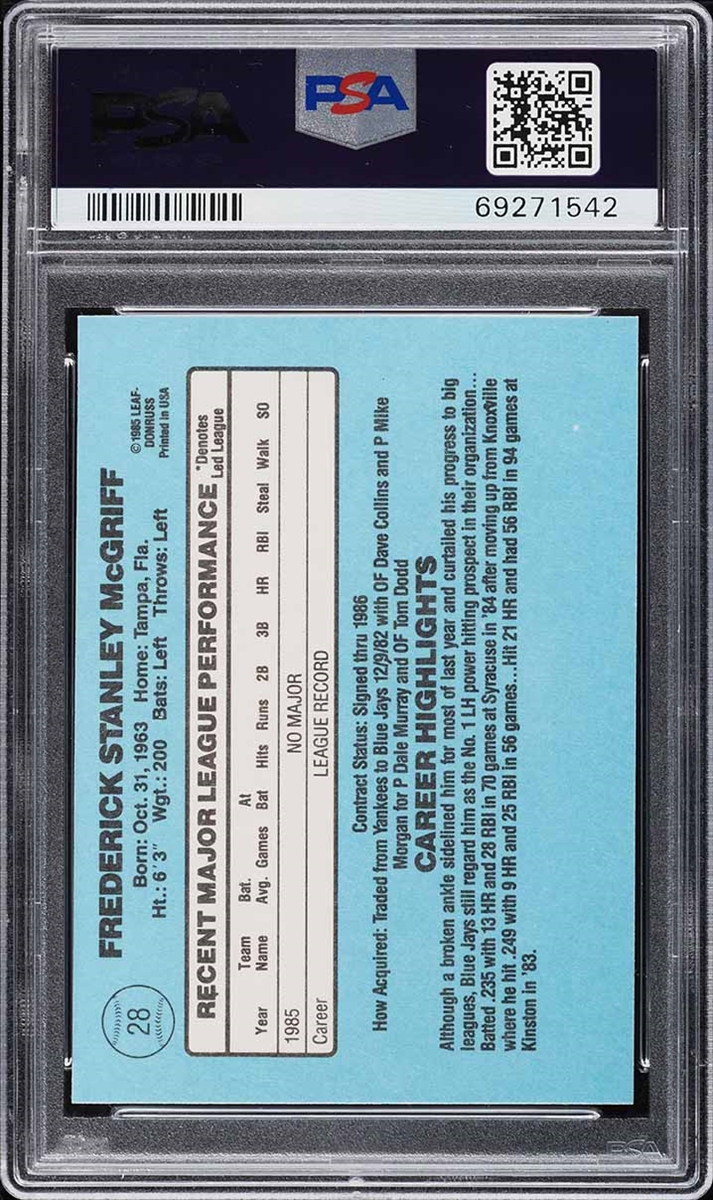 PSA
PSA
69271542
28
FREDERICK STANLEY McGRIFF
Born: Oct. 31, 1963 Home: Tampa, Fla.
Ht.: 6'3" Wgt.: 200 Bats: Left Throws: Left
©1985 LEAF-
DONRUSS
Printed in USA
RECENT MAJOR LEAGUE PERFORMANCE
*Denotes
Led League
Year Team Name Bat. Avg. Games At Bat Hits Runs 2B 3B HR RBI Steal Walk SO
1985 NO MAJOR
Career LEAGUE RECORD
Contract Status: Signed thru 1986
How Acquired: Traded from Yankees to Blue Jays 12/9/82 with OF Dave Collins and P Mike
Morgan for P Dale Murray and OF Tom Dodd
CAREER HIGHLIGHTS
Although a broken ankle sidelined him for most of last year and curtailed his progress to big
leagues, Blue Jays still regard him as the No. 1 LH power hitting prospect in their organization...
Batted .235 with 13 HR and 28 RBI in 70 games at Syracuse in '84 after moving up from Knoxville
where he hit .249 with 9 HR and 25 RBI in 56 games...Hit 21 HR and had 56 RBI in 94 games at
Kinston in '83.
PSA